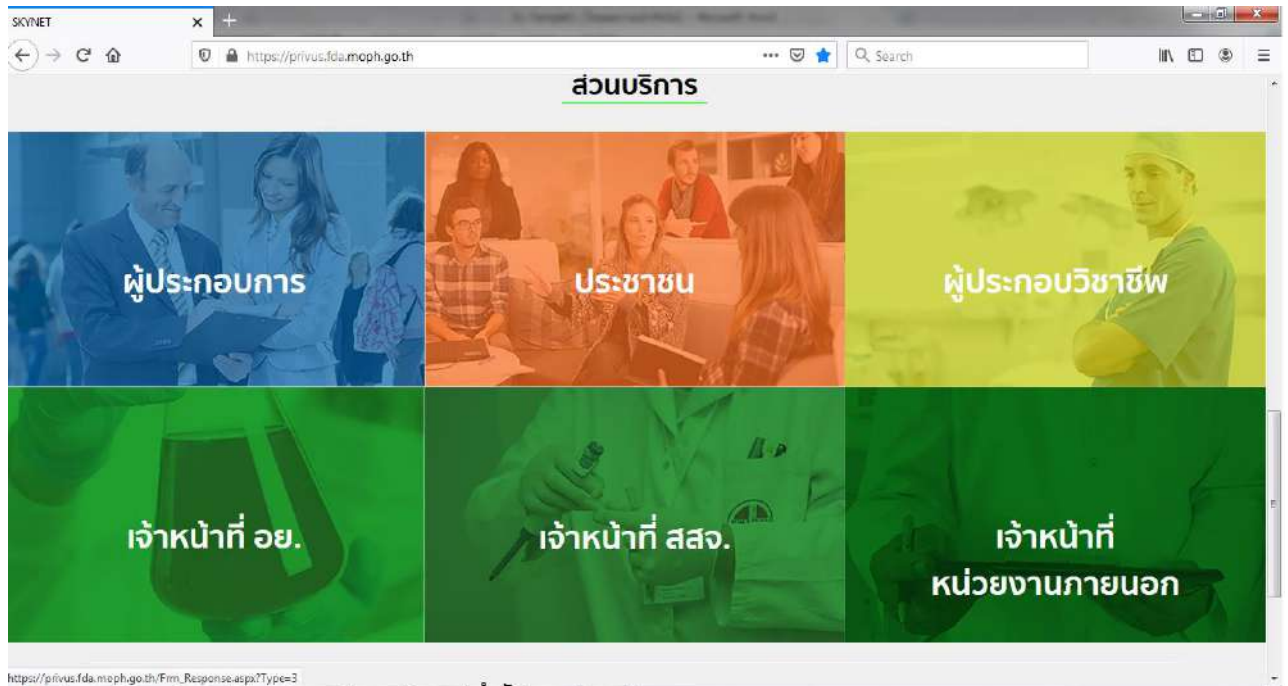 SKYNET
https://privus.fda.moph.go.th
Search
ส่วนบริการ
ผู้ประกอบการ
ประชาชน
ผู้ประกอบวิชาชีพ
เจ้าหน้าที่ อย.
เจ้าหน้าที่ สสจ.
เจ้าหน้าที่
หน่วยงานภายนอก
https://privus.fda.moph.go.th/Frm_Response.aspx?Type=3